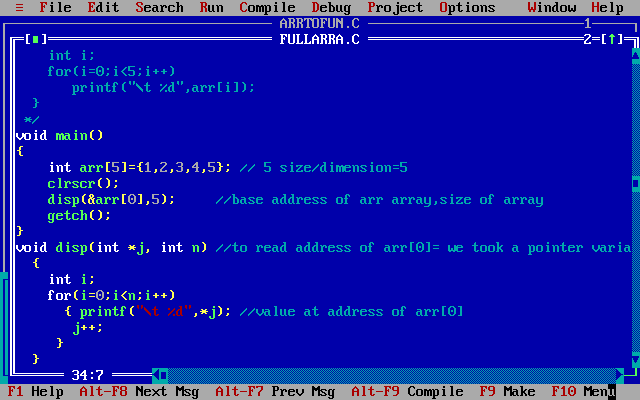 ≡ File Edit Search Run Compile Debug Project Options Window Help
ARRTOFUN.C 1
[■] FULLARRA.C 2=[↑]
int i;
for(i=0;i<5;i++)
printf("\t %d",arr[i]);
}
*/
void main()
{
int arr[5]={1,2,3,4,5}; // 5 size/dimension=5
clrscr();
disp(&arr[0],5); //base address of arr array,size of array
getch();
}
void disp(int *j, int n) //to read address of arr[0]= we took a pointer varia
{
int i;
for(i=0;i<n;i++)
{ printf("\t %d",*j); //value at address of arr[0]
j++;
}
}
34:7
F1 Help Alt-F8 Next Msg Alt-F7 Prev Msg Alt-F9 Compile F9 Make F10 Menu